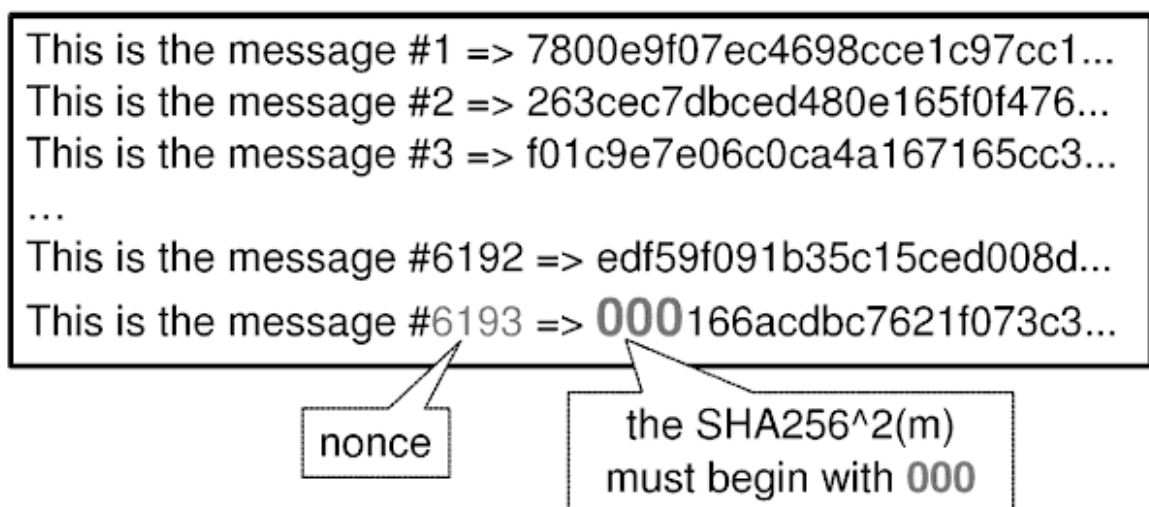 This is the message #1 => 7800e9f07ec4698cce1c97cc1...
This is the message #2 => 263cec7dbced480e165f0f476...
This is the message #3 => f01c9e7e06c0ca4a167165cc3...
...
This is the message #6192 => edf59f091b35c15ced008d...
This is the message #6193 => 000166acdbc7621f073c3...
nonce
the SHA256^2(m)
must begin with 000